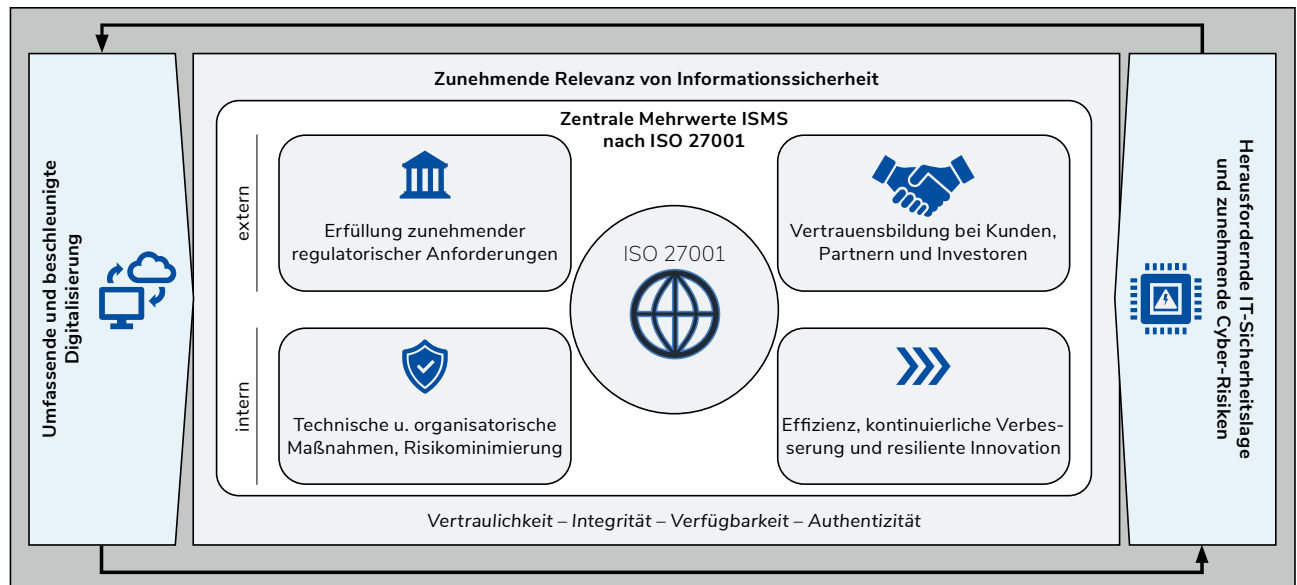 Umfassende und beschleunigte
Digitalisierung
Zunehmende Relevanz von Informationssicherheit
Zentrale Mehrwerte ISMS
nach ISO 27001
extern
Erfüllung zunehmender
regulatorischer Anforderungen
Vertrauensbildung bei Kunden,
Partnern und Investoren
ISO 27001
intern
Technische u. organisatorische
Maßnahmen, Risikominimierung
Effizienz, kontinuierliche Verbes-
serung und resiliente Innovation
Vertraulichkeit – Integrität – Verfügbarkeit – Authentizität
Herausfordernde IT-Sicherheitslage
und zunehmende Cyber-Risiken